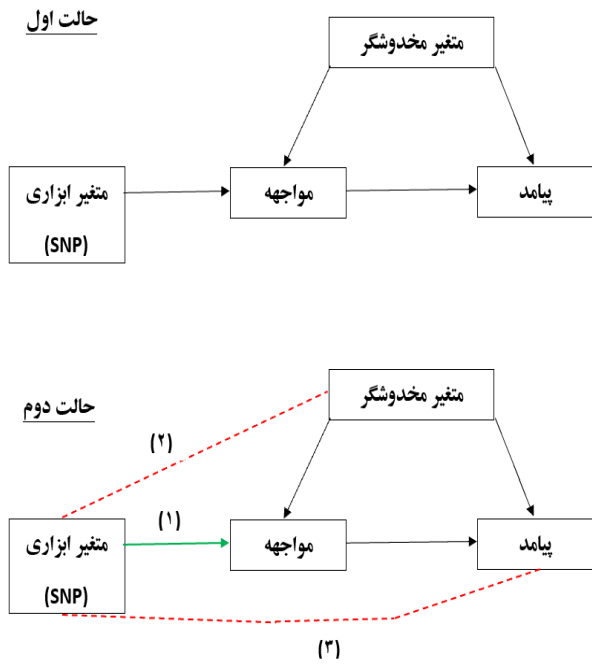 حالت اول
متغیر مخدوشگر
متغیر ابزاری
(SNP)
مواجهه
پیامد
حالت دوم
متغیر مخدوشگر
(۲)
(۱)
متغیر ابزاری
(SNP)
مواجهه
پیامد
(۳)